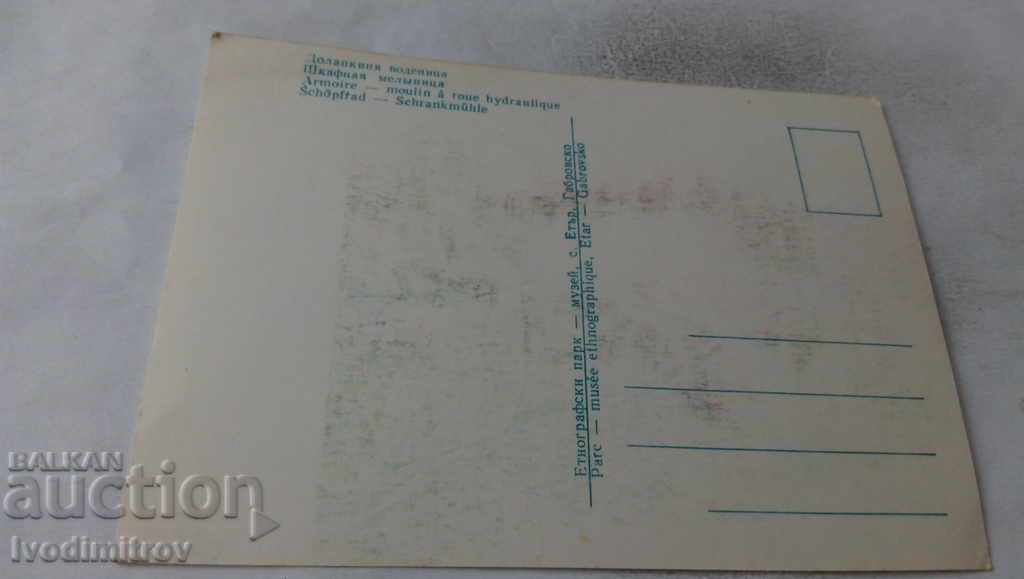 Долапкиня воденица
Шкафная мельница
Armoire — moulin à roue hydraulique
Schöpfrad — Schrankmühle
Етнографски парк — музей, с. Етър, Габровско
Parc — musée ethnographique, Etar — Gabrovsko
BALKAN
auction
Ivodimitrov